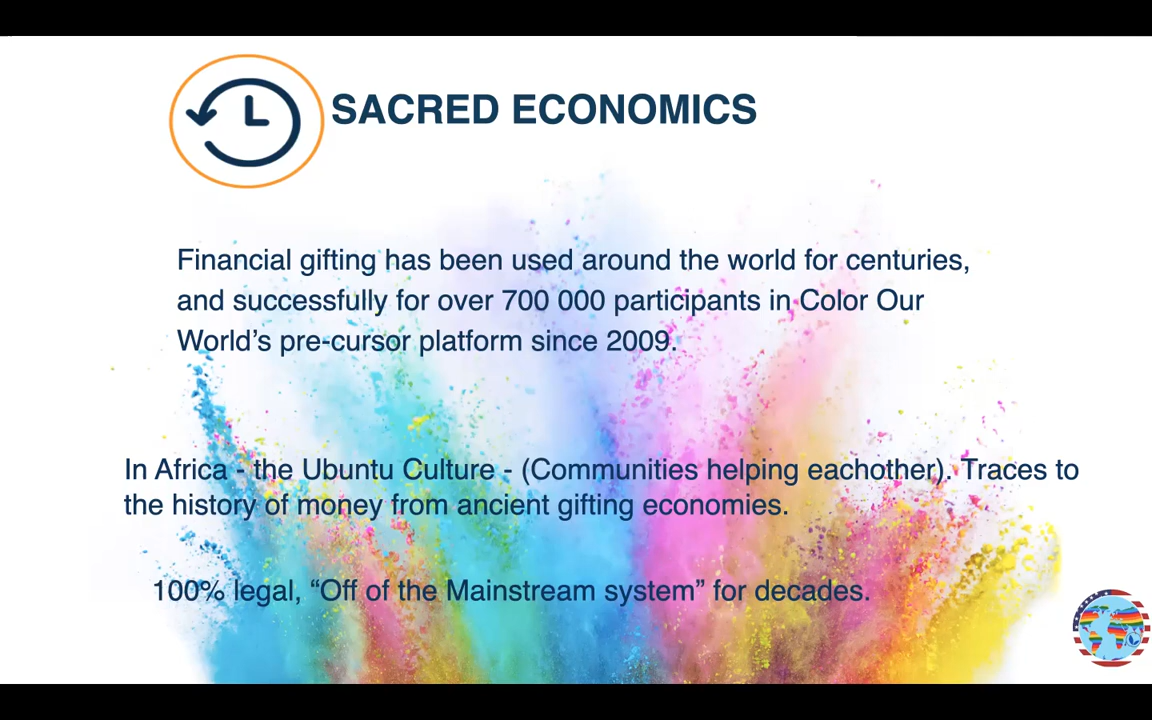 SACRED ECONOMICS
Financial gifting has been used around the world for centuries,
and successfully for over 700 000 participants in Color Our
World’s pre-cursor platform since 2009.
In Africa - the Ubuntu Culture - (Communities helping eachother). Traces to
the history of money from ancient gifting economies.
100% legal, “Off of the Mainstream system” for decades.